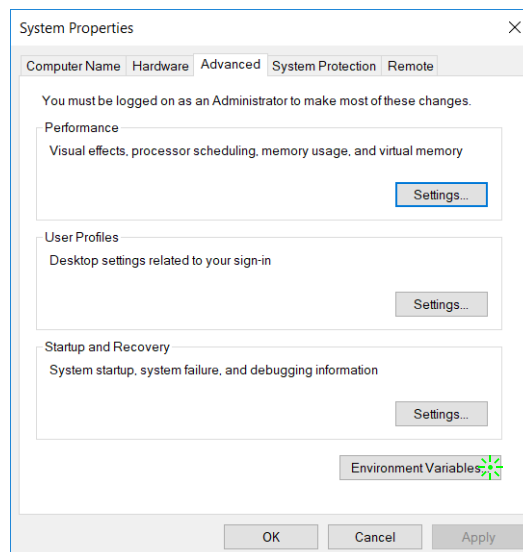 System Properties
Computer Name Hardware Advanced System Protection Remote
You must be logged on as an Administrator to make most of these changes.
Performance
Visual effects, processor scheduling, memory usage, and virtual memory
Settings...
User Profiles
Desktop settings related to your sign-in
Settings...
Startup and Recovery
System startup, system failure, and debugging information
Settings...
Environment Variables...
OK Cancel Apply